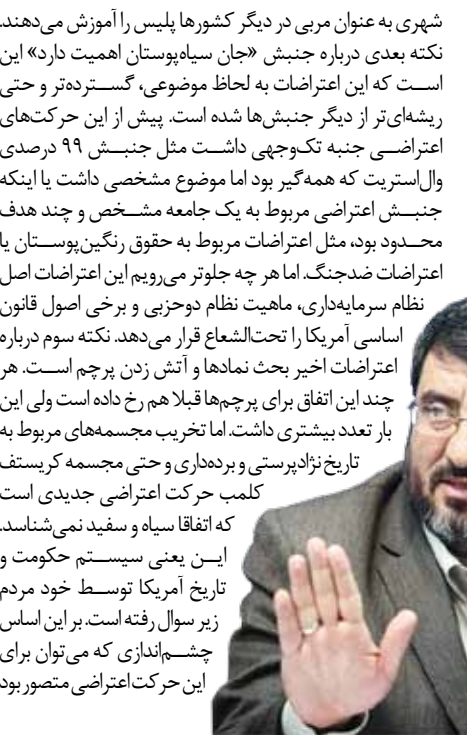 شهری به عنوان مربی در دیگر کشورها پلیس را آموزش می‌دهند.
نکته بعدی درباره جنبش «جان سیاه‌پوستان اهمیت دارد» این
است که این اعتراضات به لحاظ موضوعی، گسترده‌تر و حتی
ریشه‌ای‌تر از دیگر جنبش‌ها شده است. پیش از این حرکت‌های
اعتراضی جنبه تک‌وجهی داشت مثل جنبش ۹۹ درصدی
وال‌استریت که همه‌گیر بود اما موضوع مشخصی داشت یا اینکه
جنبش اعتراضی مربوط به یک جامعه مشخص و چند هدف
محدود بود، مثل اعتراضات مربوط به حقوق رنگین‌پوستان یا
اعتراضات ضدجنگ. اما هر چه جلوتر می‌رویم این اعتراضات اصل
نظام سرمایه‌داری، ماهیت نظام دوحزبی و برخی اصول قانون
اساسی آمریکا را تحت‌الشعاع قرار می‌دهد. نکته سوم درباره
اعتراضات اخیر بحث نمادها و آتش زدن پرچم است. هر
چند این اتفاق برای پرچم‌ها قبلا هم رخ داده است ولی این
بار تعدد بیشتری داشت. اما تخریب مجسمه‌های مربوط به
تاریخ نژادپرستی و برده‌داری و حتی مجسمه کریستف
کلمب حرکت اعتراضی جدیدی است
که اتفاقا سیاه و سفید نمی‌شناسد.
این یعنی سیستم حکومت و
تاریخ آمریکا توسط خود مردم
زیر سوال رفته است. بر این اساس
چشم‌اندازی که می‌توان برای
این حرکت اعتراضی متصور بود